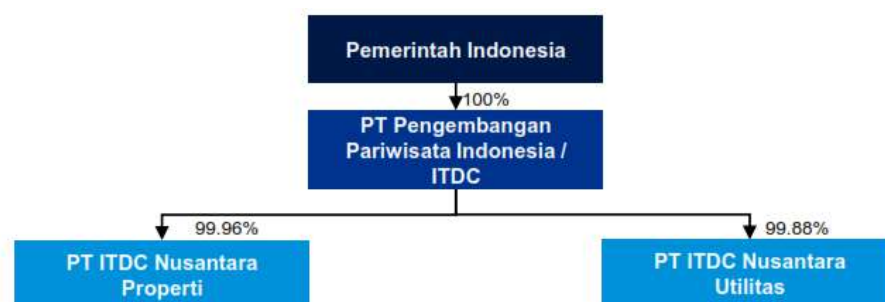 Pemerintah Indonesia
100%
PT Pengembangan
Pariwisata Indonesia /
ITDC
99.96%
99.88%
PT ITDC Nusantara
Properti
PT ITDC Nusantara
Utilitas